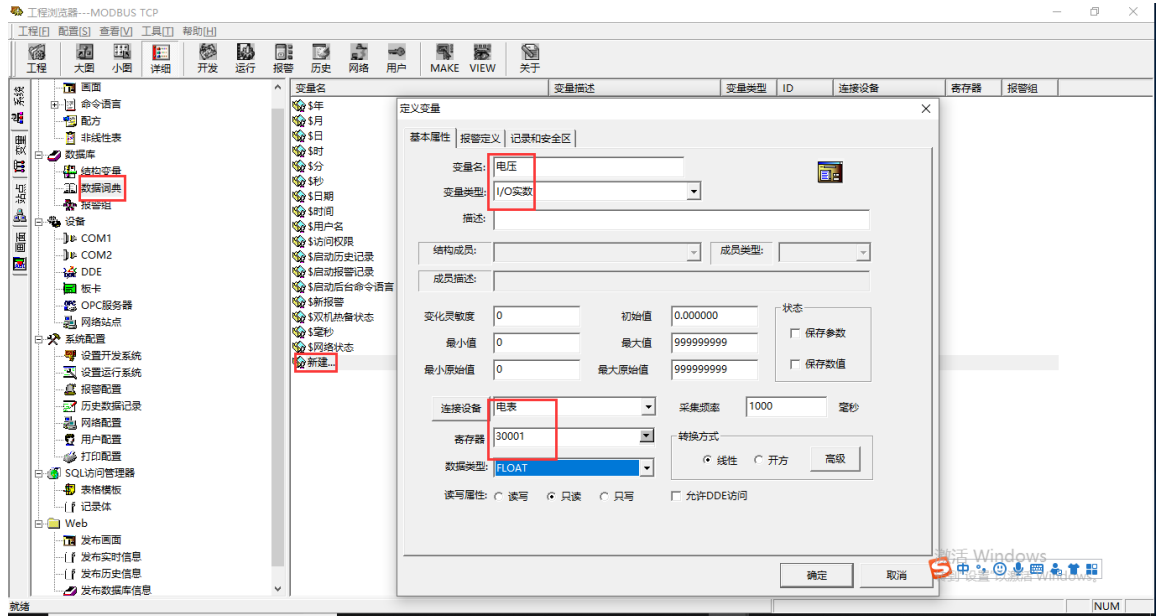 工程浏览器---MODBUS TCP
工程[F] 配置[S] 查看[V] 工具[T] 帮助[H]
工程 大图 小图 详细 开发 运行 报警 历史 网络 用户 MAKE VIEW 关于
系统
变量
站点
画面
画面
命令语言
配方
非线性表
数据库
结构变量
数据词典
报警组
设备
COM1
COM2
DDE
板卡
OPC服务器
网络站点
系统配置
设置开发系统
设置运行系统
报警配置
历史数据记录
网络配置
用户配置
打印配置
SQL访问管理器
表格模板
记录体
Web
发布画面
发布实时信息
发布历史信息
发布数据库信息
变量名 变量描述 变量类型 ID 连接设备 寄存器 报警组
$年
$月
$日
$时
$分
$秒
$日期
$时间
$用户名
$访问权限
$启动历史记录
$启动报警记录
$启动后台命令语言
$新报警
$双机热备状态
$毫秒
$网络状态
新建...
定义变量
基本属性 报警定义 记录和安全区
变量名: 电压
变量类型: I/O实数
描述:
结构成员: 成员类型:
成员描述:
变化灵敏度 0 初始值 0.000000
最小值 0 最大值 999999999
最小原始值 0 最大原始值 999999999
状态
保存参数
保存数值
连接设备 电表 采集频率 1000 毫秒
寄存器 30001
数据类型: FLOAT
转换方式
线性 开方 高级
读写属性: 读写 只读 只写 允许DDE访问
确定 取消
激活 Windows
中
就绪 NUM